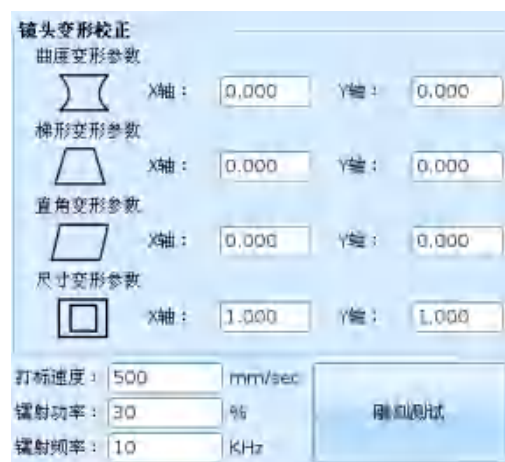 镜头变形校正
曲度变形参数
X轴： 0.000 Y轴： 0.000
梯形变形参数
X轴： 0.000 Y轴： 0.000
直角变形参数
X轴： 0.000 Y轴： 0.000
尺寸变形参数
X轴： 1.000 Y轴： 1.000
打标速度： 500 mm/sec
镭射功率： 30 %
镭射频率： 10 KHz
测试